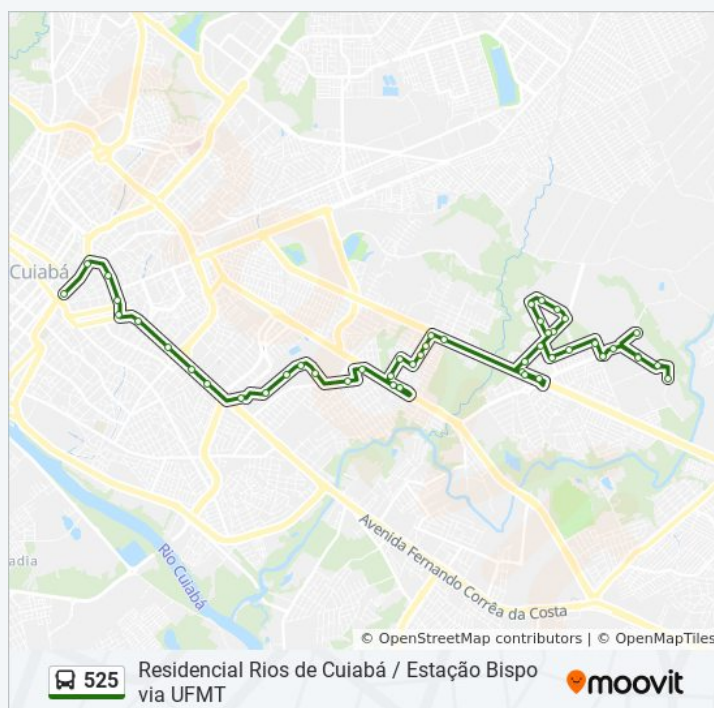 Cuiabá
adia
Rio Cuiabá
Avenida Fernando Corrêa da Costa
© OpenStreetMap contributors | © OpenMapTiles
525
Residencial Rios de Cuiabá / Estação Bispo
via UFMT
moovit